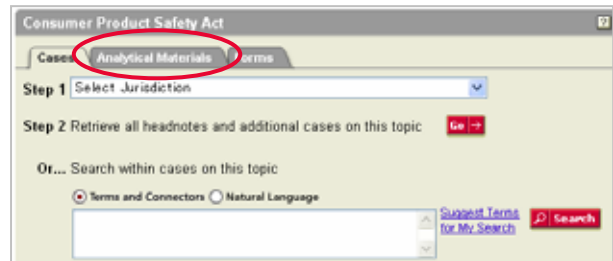 Consumer Product Safety Act ?
Cases Analytical Materials Forms
Step 1 Select Jurisdiction
Step 2 Retrieve all headnotes and additional cases on this topic Go
Or... Search within cases on this topic
Terms and Connectors Natural Language
Suggest Terms
for My Search
Search